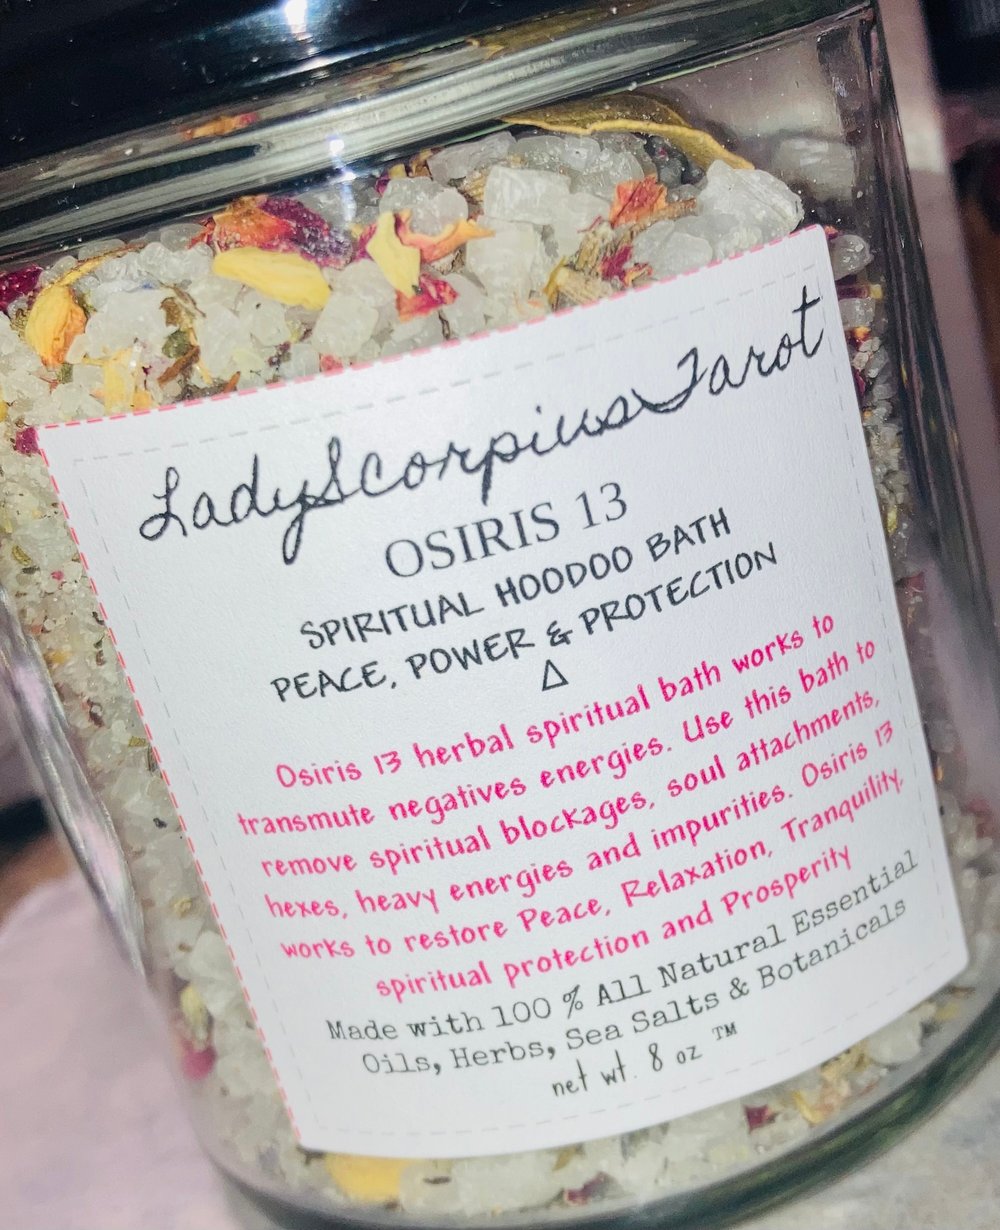 LadyScorpiusTarot
OSIRIS 13
SPIRITUAL HOODOO BATH
PEACE, POWER & PROTECTION
Δ
Osiris 13 herbal spiritual bath works to
transmute negatives energies. Use this bath to
remove spiritual blockages, soul attachments,
hexes, heavy energies and impurities. Osiris 13
works to restore Peace, Relaxation, Tranquility,
spiritual protection and Prosperity
Made with 100 % All Natural Essential
Oils, Herbs, Sea Salts & Botanicals
net wt. 8 oz ™